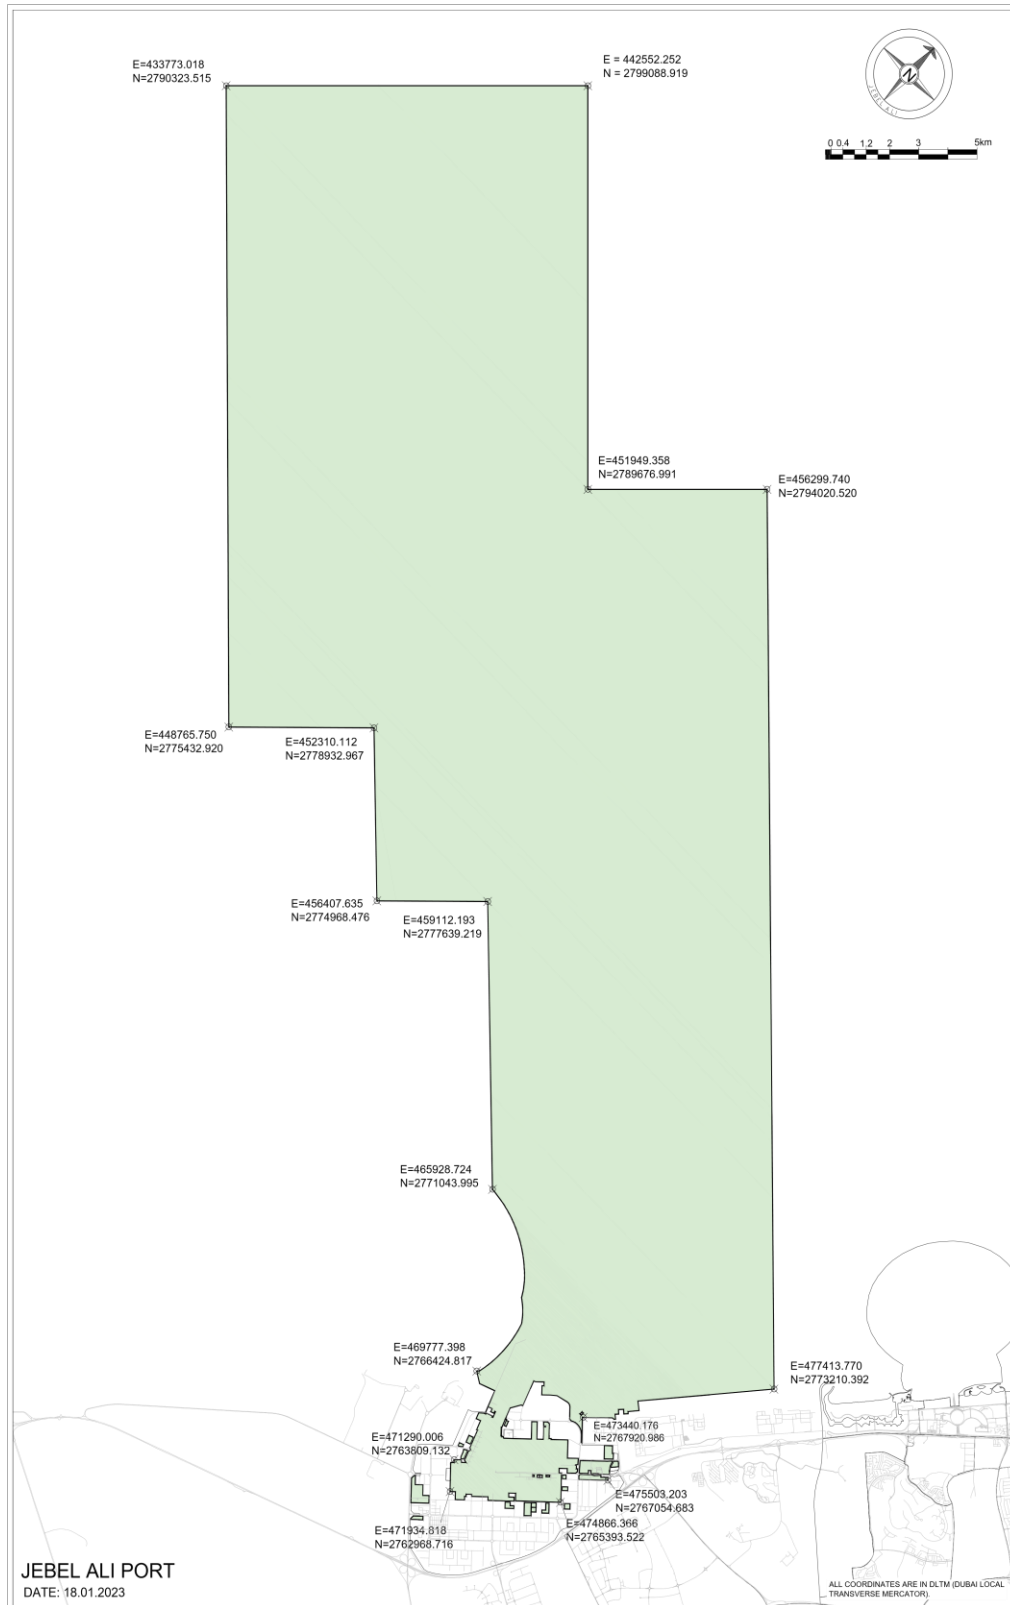 E=433773.018
N=2790323.515
E = 442552.252
N = 2799088.919
N
JEBEL ALI
0 0.4 1.2 2 3 5km
E=451949.358
N=2789676.991
E=456299.740
N=2794020.520
E=448765.750
N=2775432.920
E=452310.112
N=2778932.967
E=456407.635
N=2774968.476
E=459112.193
N=2777639.219
E=465928.724
N=2771043.995
E=469777.398
N=2766424.817
E=477413.770
N=2773210.392
E=473440.176
N=2767920.986
E=471290.006
N=2763809.132
E=475503.203
N=2767054.683
E=474866.366
N=2765393.522
E=471934.818
N=2762968.716
JEBEL ALI PORT
DATE: 18.01.2023
ALL COORDINATES ARE IN DLTM (DUBAI LOCAL
TRANSVERSE MERCATOR).